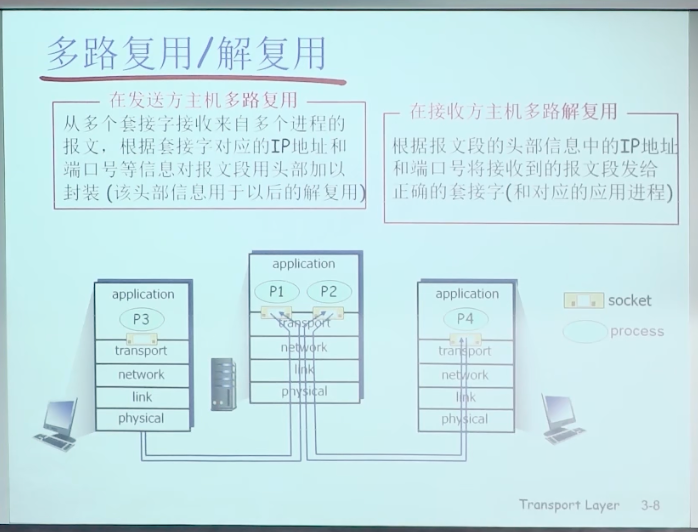 多路复用/解复用
在发送方主机多路复用
从多个套接字接收来自多个进程的
报文，根据套接字对应的IP地址和
端口号等信息对报文段用头部加以
封装 (该头部信息用于以后的解复用)
在接收方主机多路解复用
根据报文段的头部信息中的IP地址
和端口号将接收到的报文段发给
正确的套接字(和对应的应用进程)
application
P3
transport
network
link
physical
application
P1
P2
transport
network
link
physical
application
P4
transport
network
link
physical
socket
process
Transport Layer 3-8